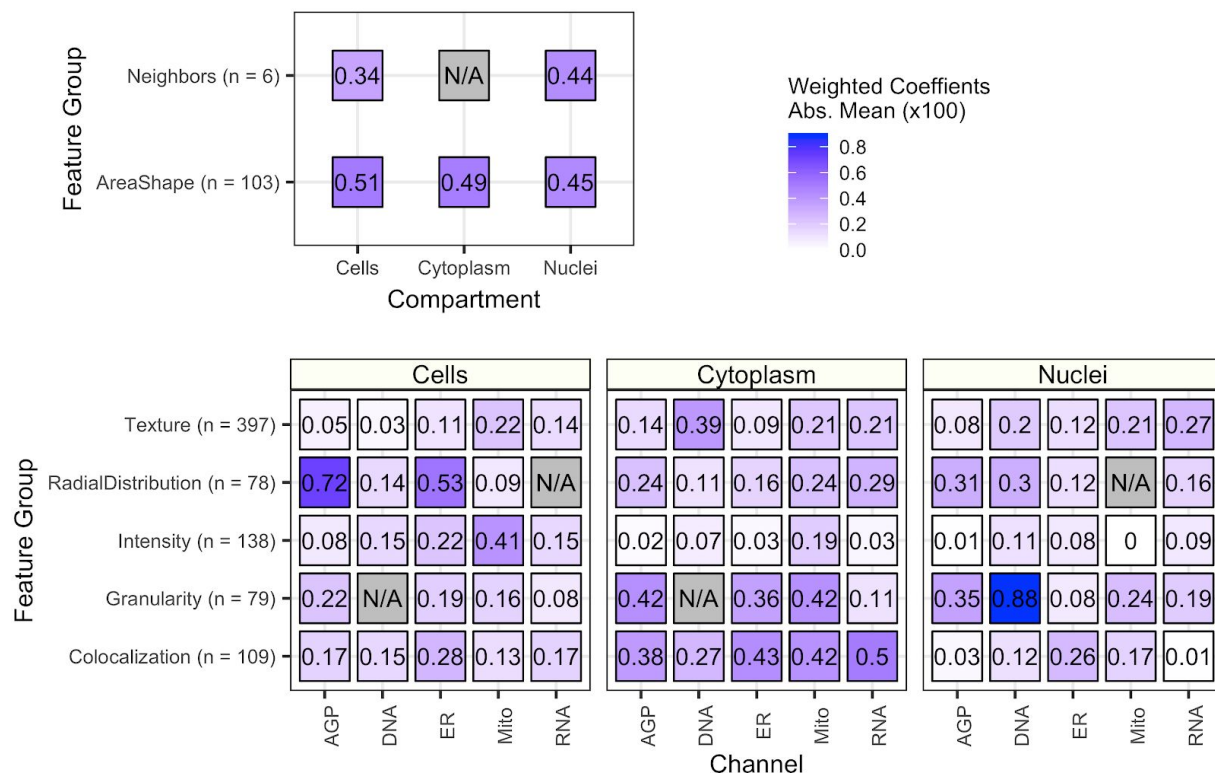 Feature Group
Neighbors (n = 6)
0.34 N/A 0.44
AreaShape (n = 103)
0.51 0.49 0.45
Cells Cytoplasm Nuclei
Compartment
Weighted Coeffients
Abs. Mean (x100)
0.8
0.6
0.4
0.2
0.0
Feature Group
Cells Cytoplasm Nuclei
Texture (n = 397) 0.05 0.03 0.11 0.22 0.14 0.14 0.39 0.09 0.21 0.21 0.08 0.2 0.12 0.21 0.27
RadialDistribution (n = 78) 0.72 0.14 0.53 0.09 N/A 0.24 0.11 0.16 0.24 0.29 0.31 0.3 0.12 N/A 0.16
Intensity (n = 138) 0.08 0.15 0.22 0.41 0.15 0.02 0.07 0.03 0.19 0.03 0.01 0.11 0.08 0 0.09
Granularity (n = 79) 0.22 N/A 0.19 0.16 0.08 0.42 N/A 0.36 0.42 0.11 0.35 0.88 0.08 0.24 0.19
Colocalization (n = 109) 0.17 0.15 0.28 0.13 0.17 0.38 0.27 0.43 0.42 0.5 0.03 0.12 0.26 0.17 0.01
AGP DNA ER Mito RNA AGP DNA ER Mito RNA AGP DNA ER Mito RNA
Channel